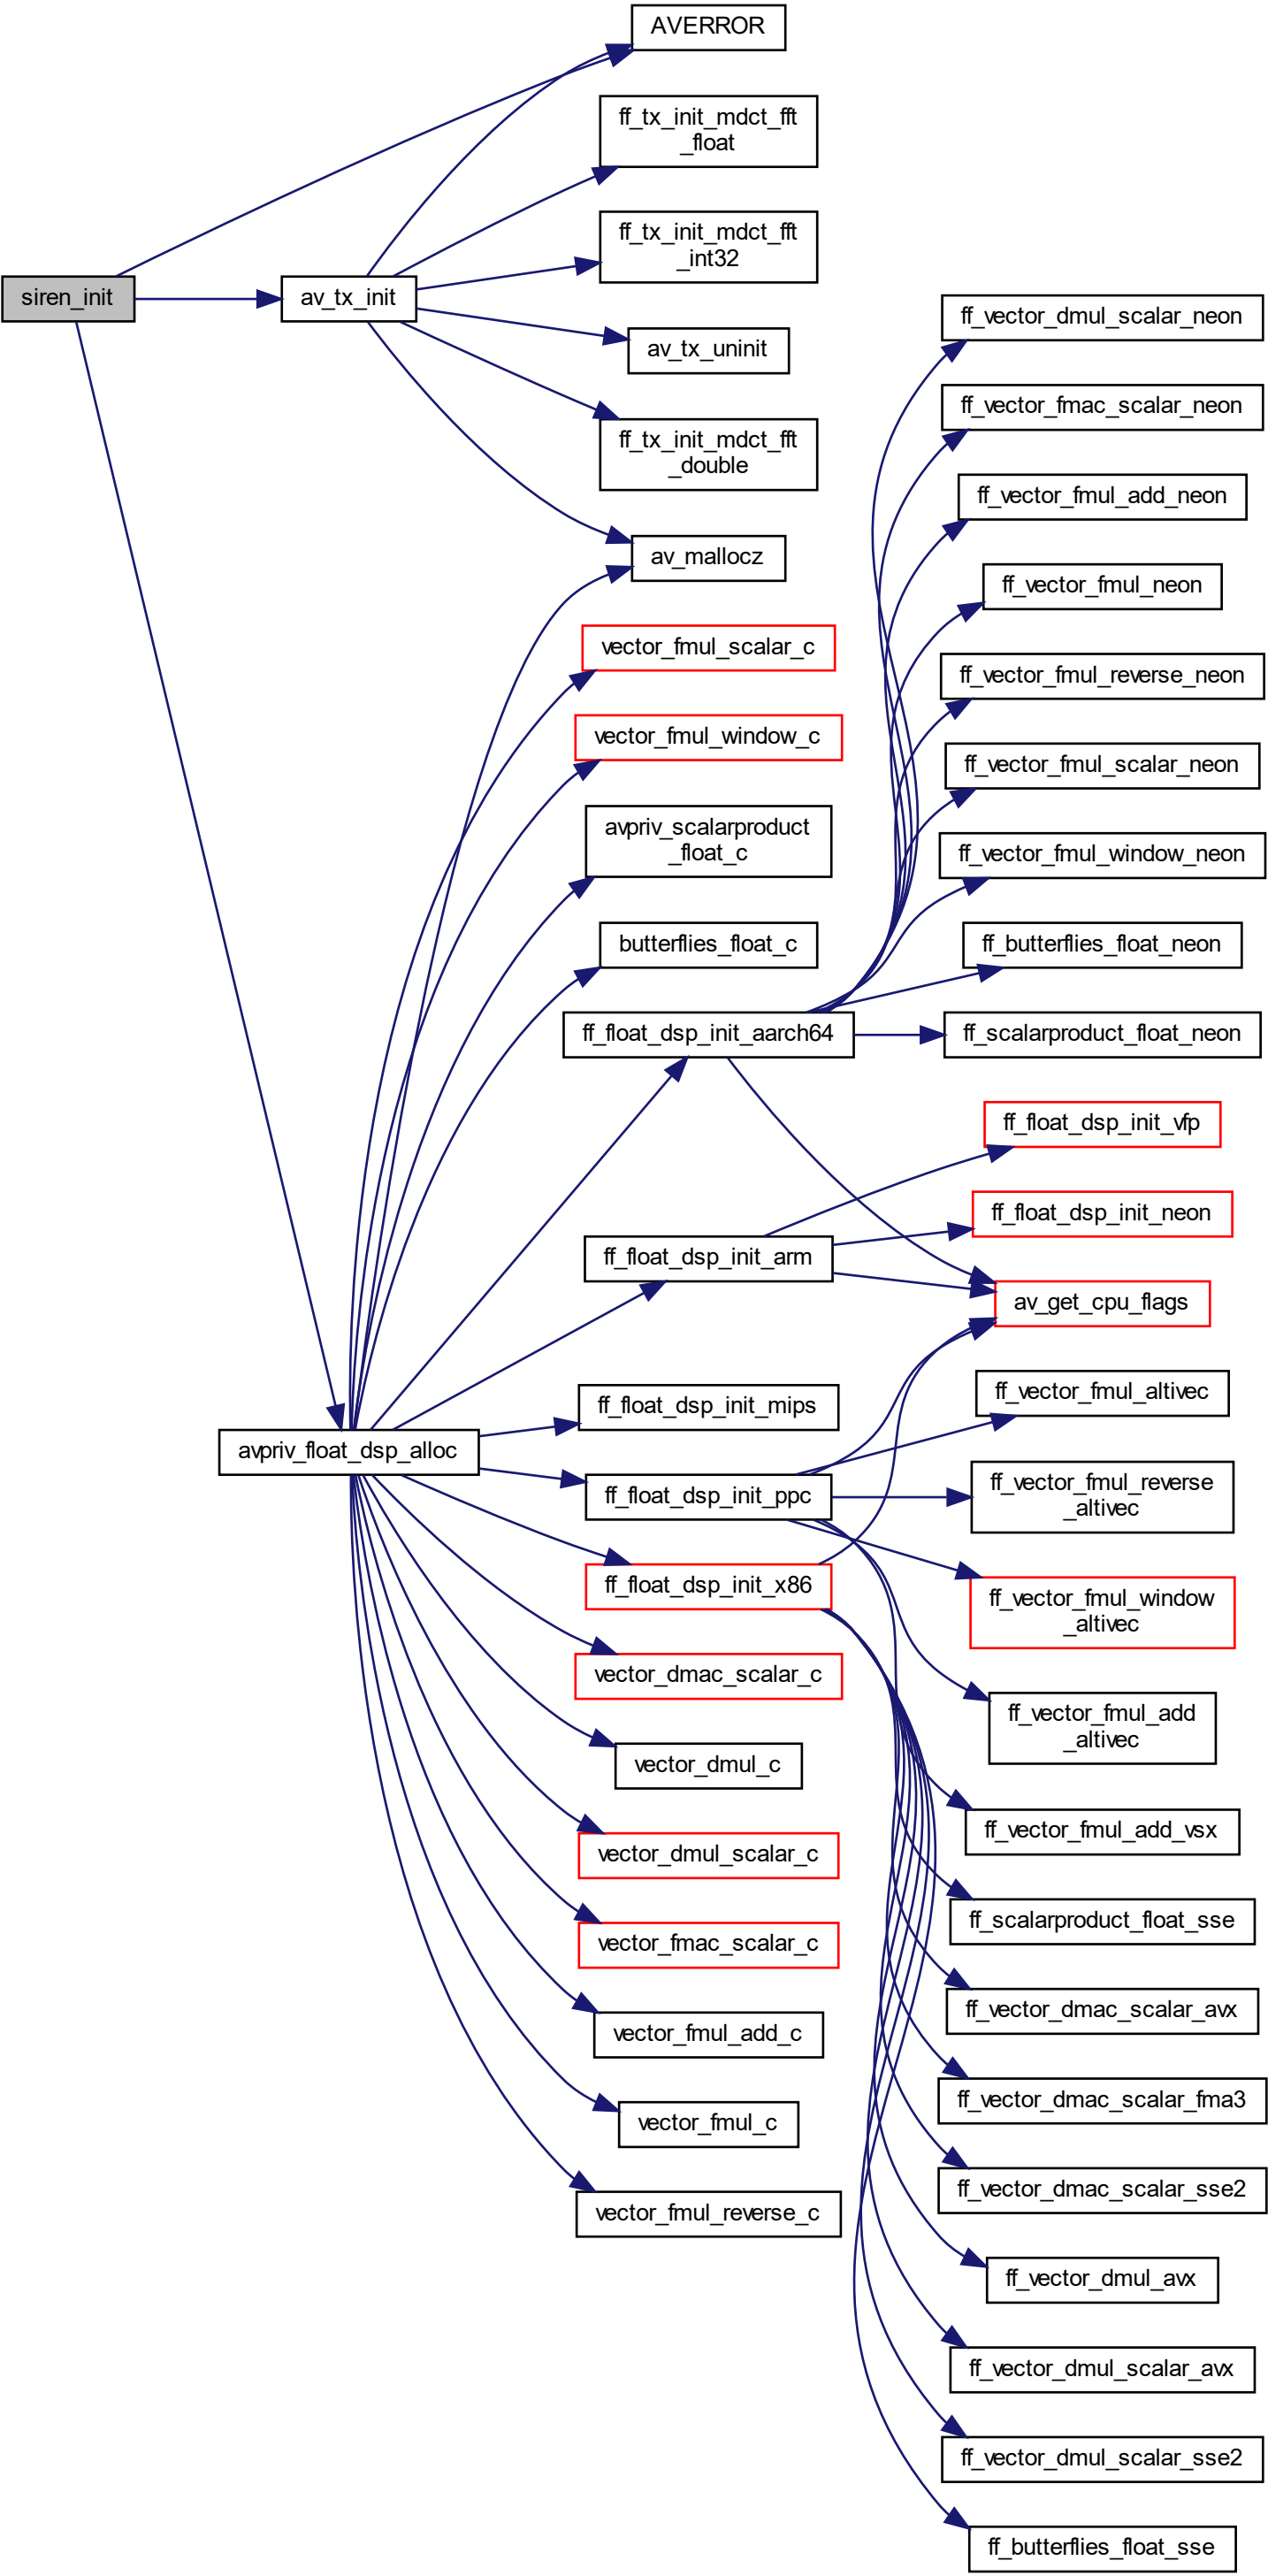 AVERROR
ff_tx_init_mdct_fft
_float
ff_tx_init_mdct_fft
_int32
siren_init
av_tx_init
av_tx_uninit
ff_tx_init_mdct_fft
_double
av_mallocz
vector_fmul_scalar_c
vector_fmul_window_c
avpriv_scalarproduct
_float_c
butterflies_float_c
ff_float_dsp_init_aarch64
ff_vector_dmul_scalar_neon
ff_vector_fmac_scalar_neon
ff_vector_fmul_add_neon
ff_vector_fmul_neon
ff_vector_fmul_reverse_neon
ff_vector_fmul_scalar_neon
ff_vector_fmul_window_neon
ff_butterflies_float_neon
ff_scalarproduct_float_neon
ff_float_dsp_init_vfp
ff_float_dsp_init_neon
ff_float_dsp_init_arm
av_get_cpu_flags
ff_float_dsp_init_mips
ff_vector_fmul_altivec
avpriv_float_dsp_alloc
ff_float_dsp_init_ppc
ff_vector_fmul_reverse
_altivec
ff_float_dsp_init_x86
ff_vector_fmul_window
_altivec
vector_dmac_scalar_c
ff_vector_fmul_add
_altivec
vector_dmul_c
ff_vector_fmul_add_vsx
vector_dmul_scalar_c
ff_scalarproduct_float_sse
vector_fmac_scalar_c
ff_vector_dmac_scalar_avx
vector_fmul_add_c
ff_vector_dmac_scalar_fma3
vector_fmul_c
ff_vector_dmac_scalar_sse2
vector_fmul_reverse_c
ff_vector_dmul_avx
ff_vector_dmul_scalar_avx
ff_vector_dmul_scalar_sse2
ff_butterflies_float_sse